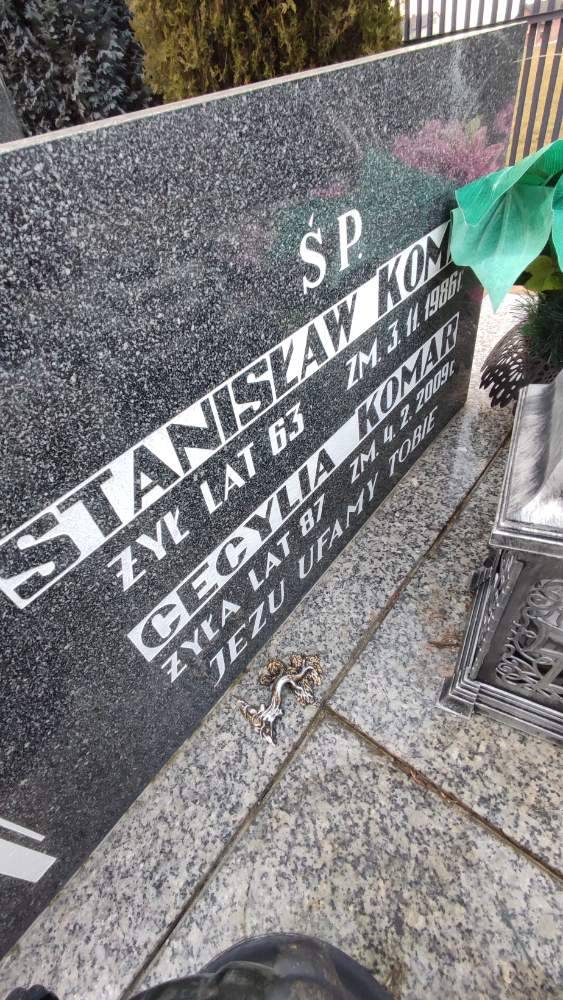 Ś.P.
STANISŁAW KOM
ŻYŁ LAT 63 ZM. 3.11.1986r.
CECYLIA KOMAR
ŻYŁA LAT 87 ZM. 4.2.2009r.
JEZU UFAMY TOBIE